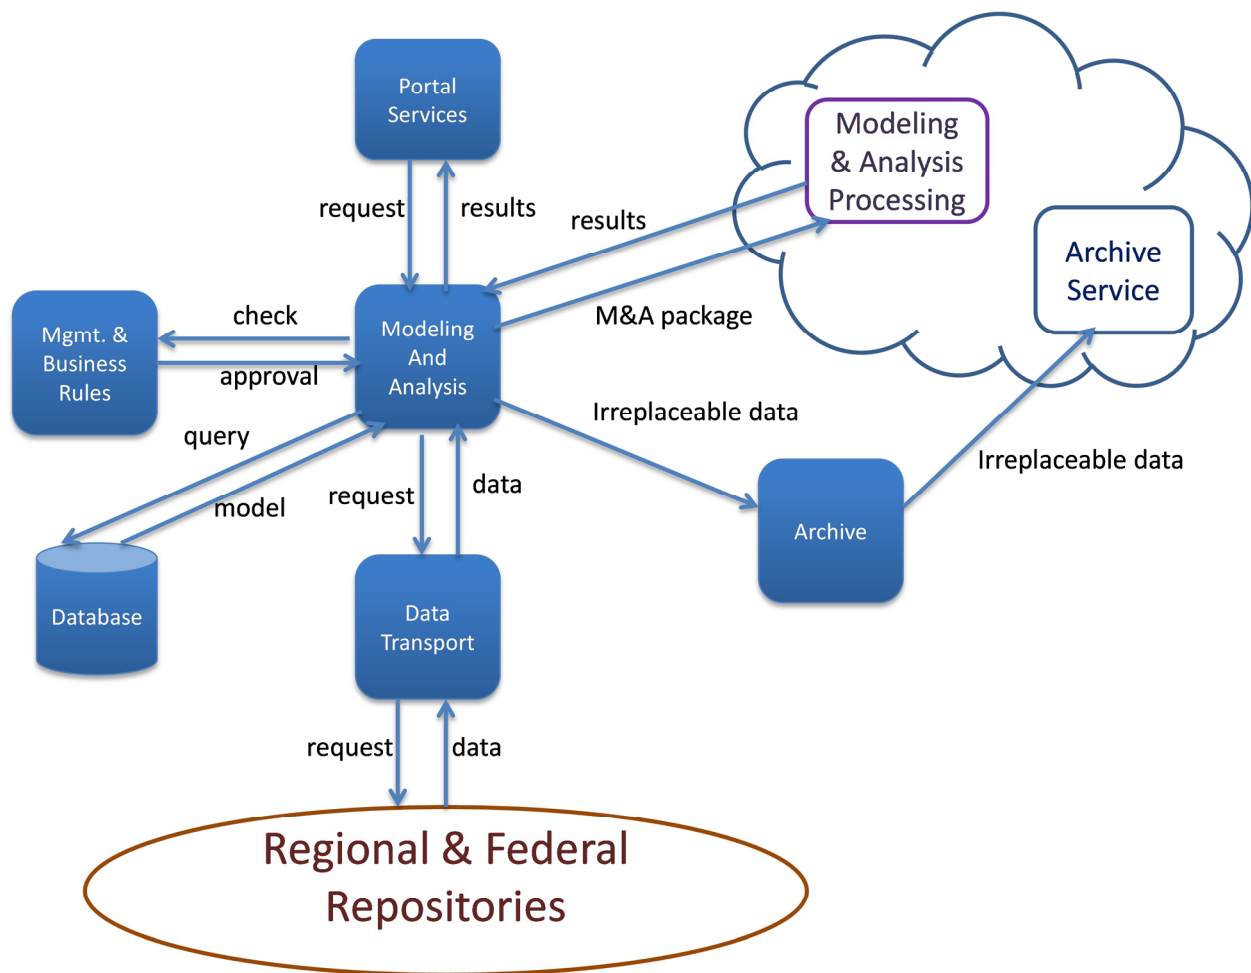 Portal
Services
Modeling
& Analysis
Processing
request
results
results
Archive
Service
check
M&A package
Mgmt. &
Business
Rules
Modeling
And
Analysis
approval
Irreplaceable data
query
Irreplaceable data
request
data
model
Archive
Database
Data
Transport
request
data
Regional & Federal
Repositories